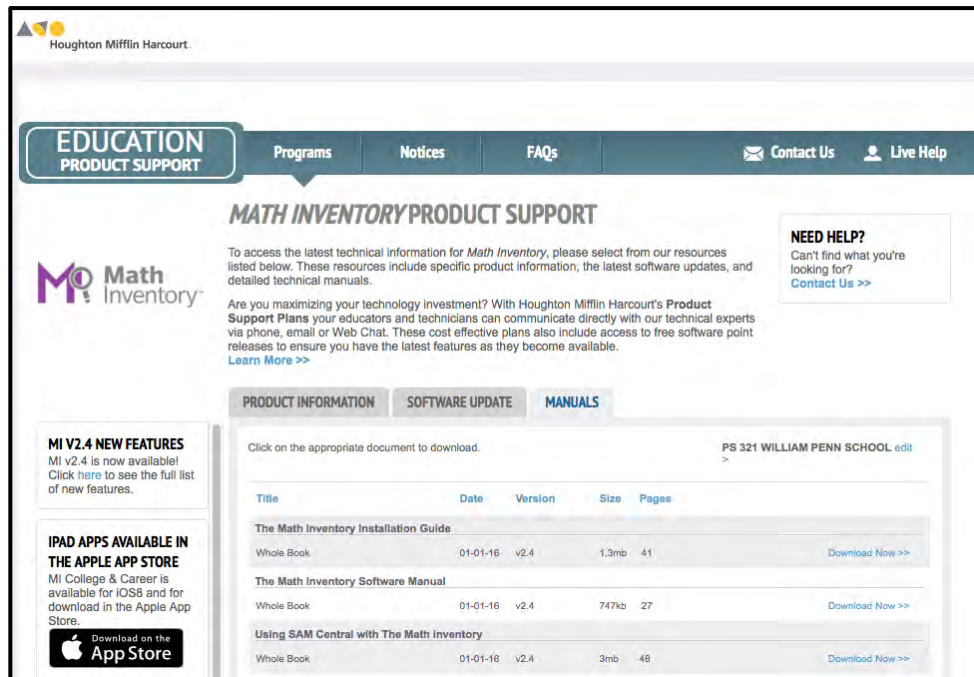 Houghton Mifflin Harcourt
EDUCATION
PRODUCT SUPPORT
Programs
Notices
FAQs
Contact Us
Live Help
MATH INVENTORY PRODUCT SUPPORT
To access the latest technical information for Math Inventory, please select from our resources
listed below. These resources include specific product information, the latest software updates, and
detailed technical manuals.
Are you maximizing your technology investment? With Houghton Mifflin Harcourt's Product
Support Plans your educators and technicians can communicate directly with our technical experts
via phone, email or Web Chat. These cost effective plans also include access to free software point
releases to ensure you have the latest features as they become available.
Learn More >>
NEED HELP?
Can't find what you're
looking for?
Contact Us >>
Math
Inventory
MI V2.4 NEW FEATURES
MI v2.4 is now available!
Click here to see the full list
of new features.
IPAD APPS AVAILABLE IN
THE APPLE APP STORE
MI College & Career is
available for iOS8 and for
download in the Apple App
Store.
Download on the
App Store
PRODUCT INFORMATION
SOFTWARE UPDATE
MANUALS
Click on the appropriate document to download.
PS 321 WILLIAM PENN SCHOOL edit
>
Title Date Version Size Pages
The Math Inventory Installation Guide
Whole Book 01-01-16 v2.4 1.3mb 41 Download Now >>
The Math Inventory Software Manual
Whole Book 01-01-16 v2.4 747kb 27 Download Now >>
Using SAM Central with The Math Inventory
Whole Book 01-01-16 v2.4 3mb 48 Download Now >>